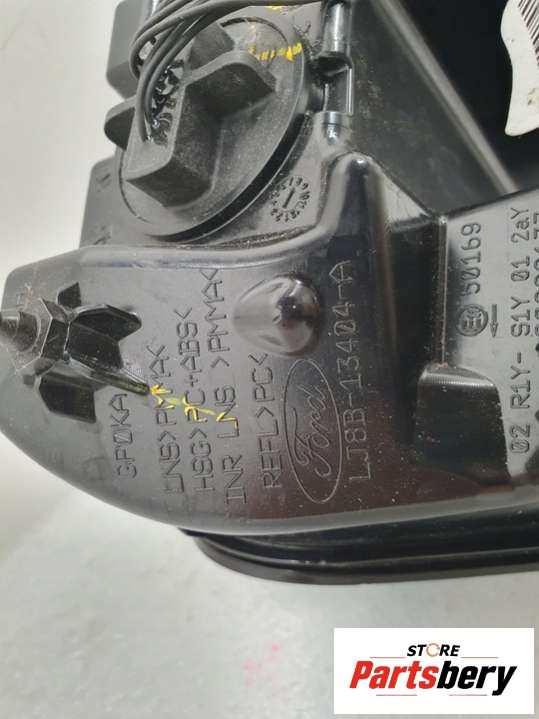 GPOKA
LNS>PMMA<
HSG>PC+ABS<
INR LNS >PMMA<
REFL>PC<
Ford
LJ8B-13404-A
50169
02 R1Y- S1Y 01 2aY
STORE
Partsbery